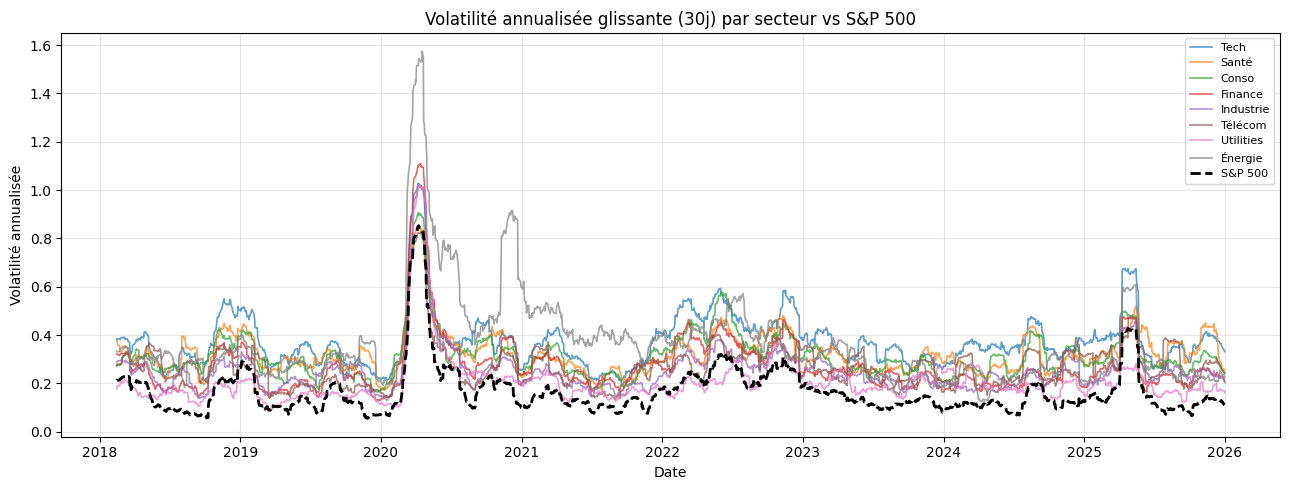 Volatilité annualisée glissante (30j) par secteur vs S&P 500
Volatilité annualisée
1.6
1.4
1.2
1.0
0.8
0.6
0.4
0.2
0.0
Tech
Santé
Conso
Finance
Industrie
Télécom
Utilities
Énergie
S&P 500
2018 2019 2020 2021 2022 2023 2024 2025 2026
Date